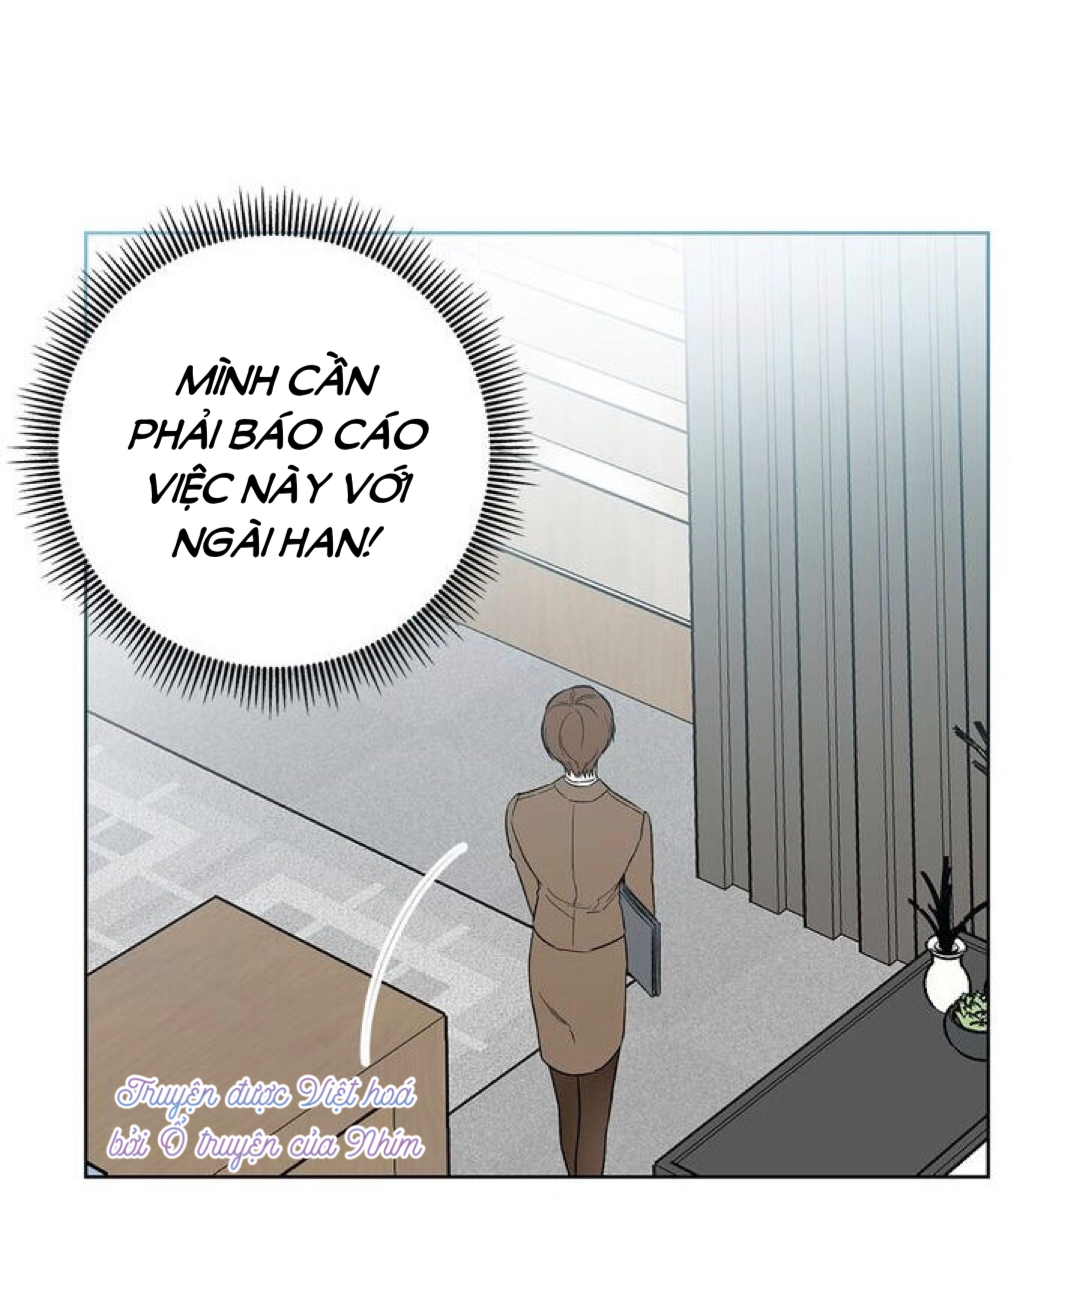 MÌNH CẦN
PHẢI BÁO CÁO
VIỆC NÀY VỚI
NGÀI HAN!
Truyện được Việt hoá
bởi Ổ truyện của Nhím